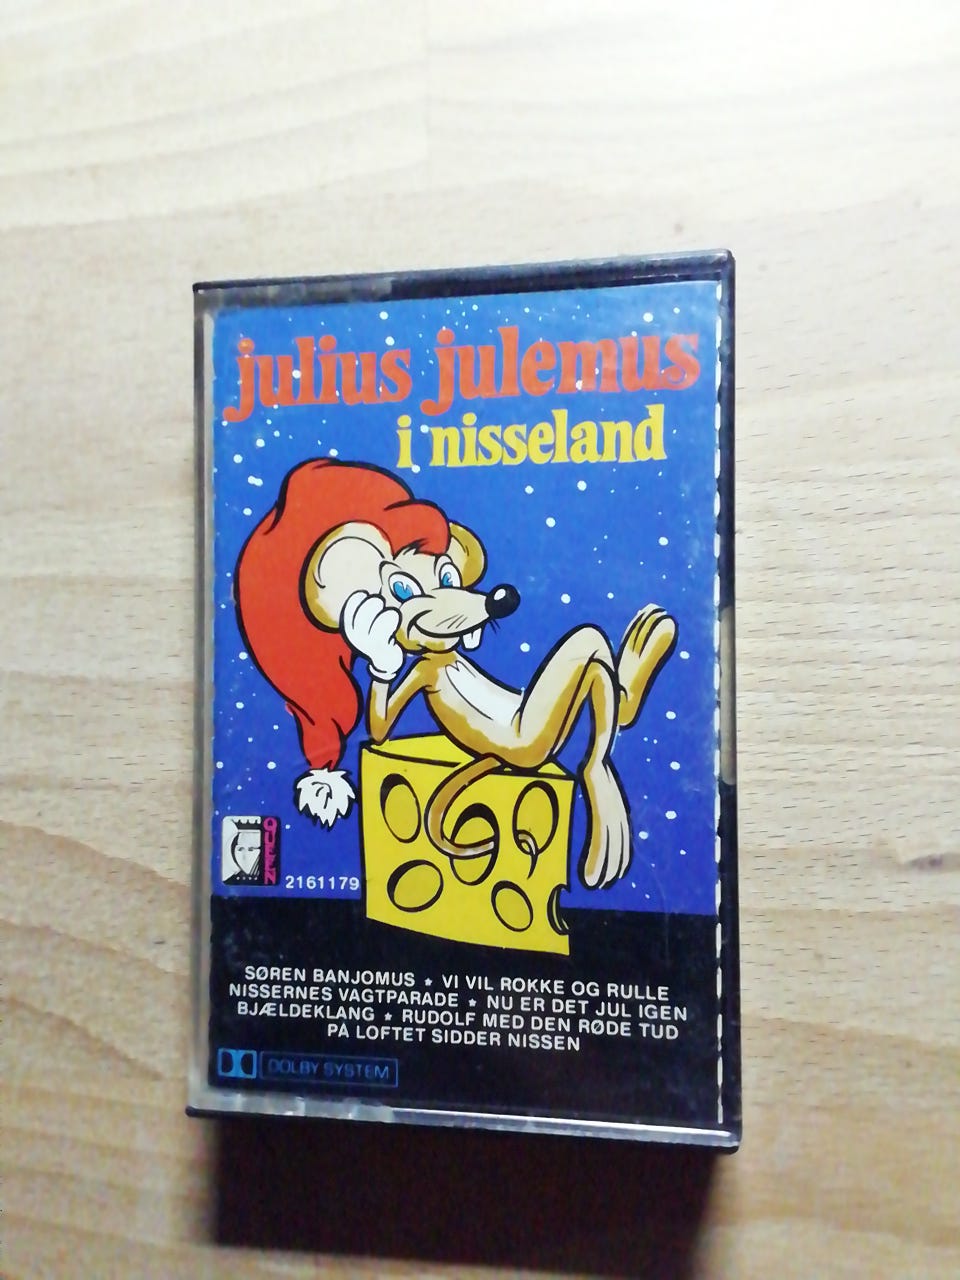 julius julemus
i nisseland
QUEEN
2161179
SØREN BANJOMUS ★ VI VIL ROKKE OG RULLE
NISSERNES VAGTPARADE ★ NU ER DET JUL IGEN
BJÆLDEKLANG ★ RUDOLF MED DEN RØDE TUD
PÅ LOFTET SIDDER NISSEN
DOLBY SYSTEM